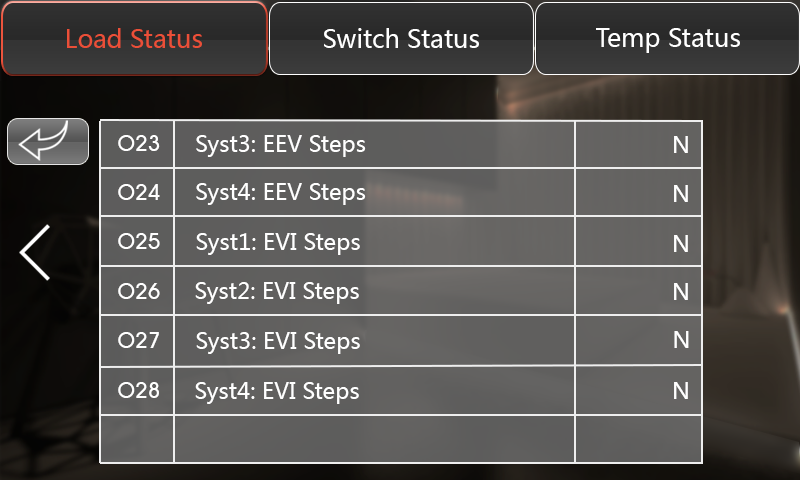 Load Status Switch Status Temp Status
O23 Syst3: EEV Steps N
O24 Syst4: EEV Steps N
O25 Syst1: EVI Steps N
O26 Syst2: EVI Steps N
O27 Syst3: EVI Steps N
O28 Syst4: EVI Steps N